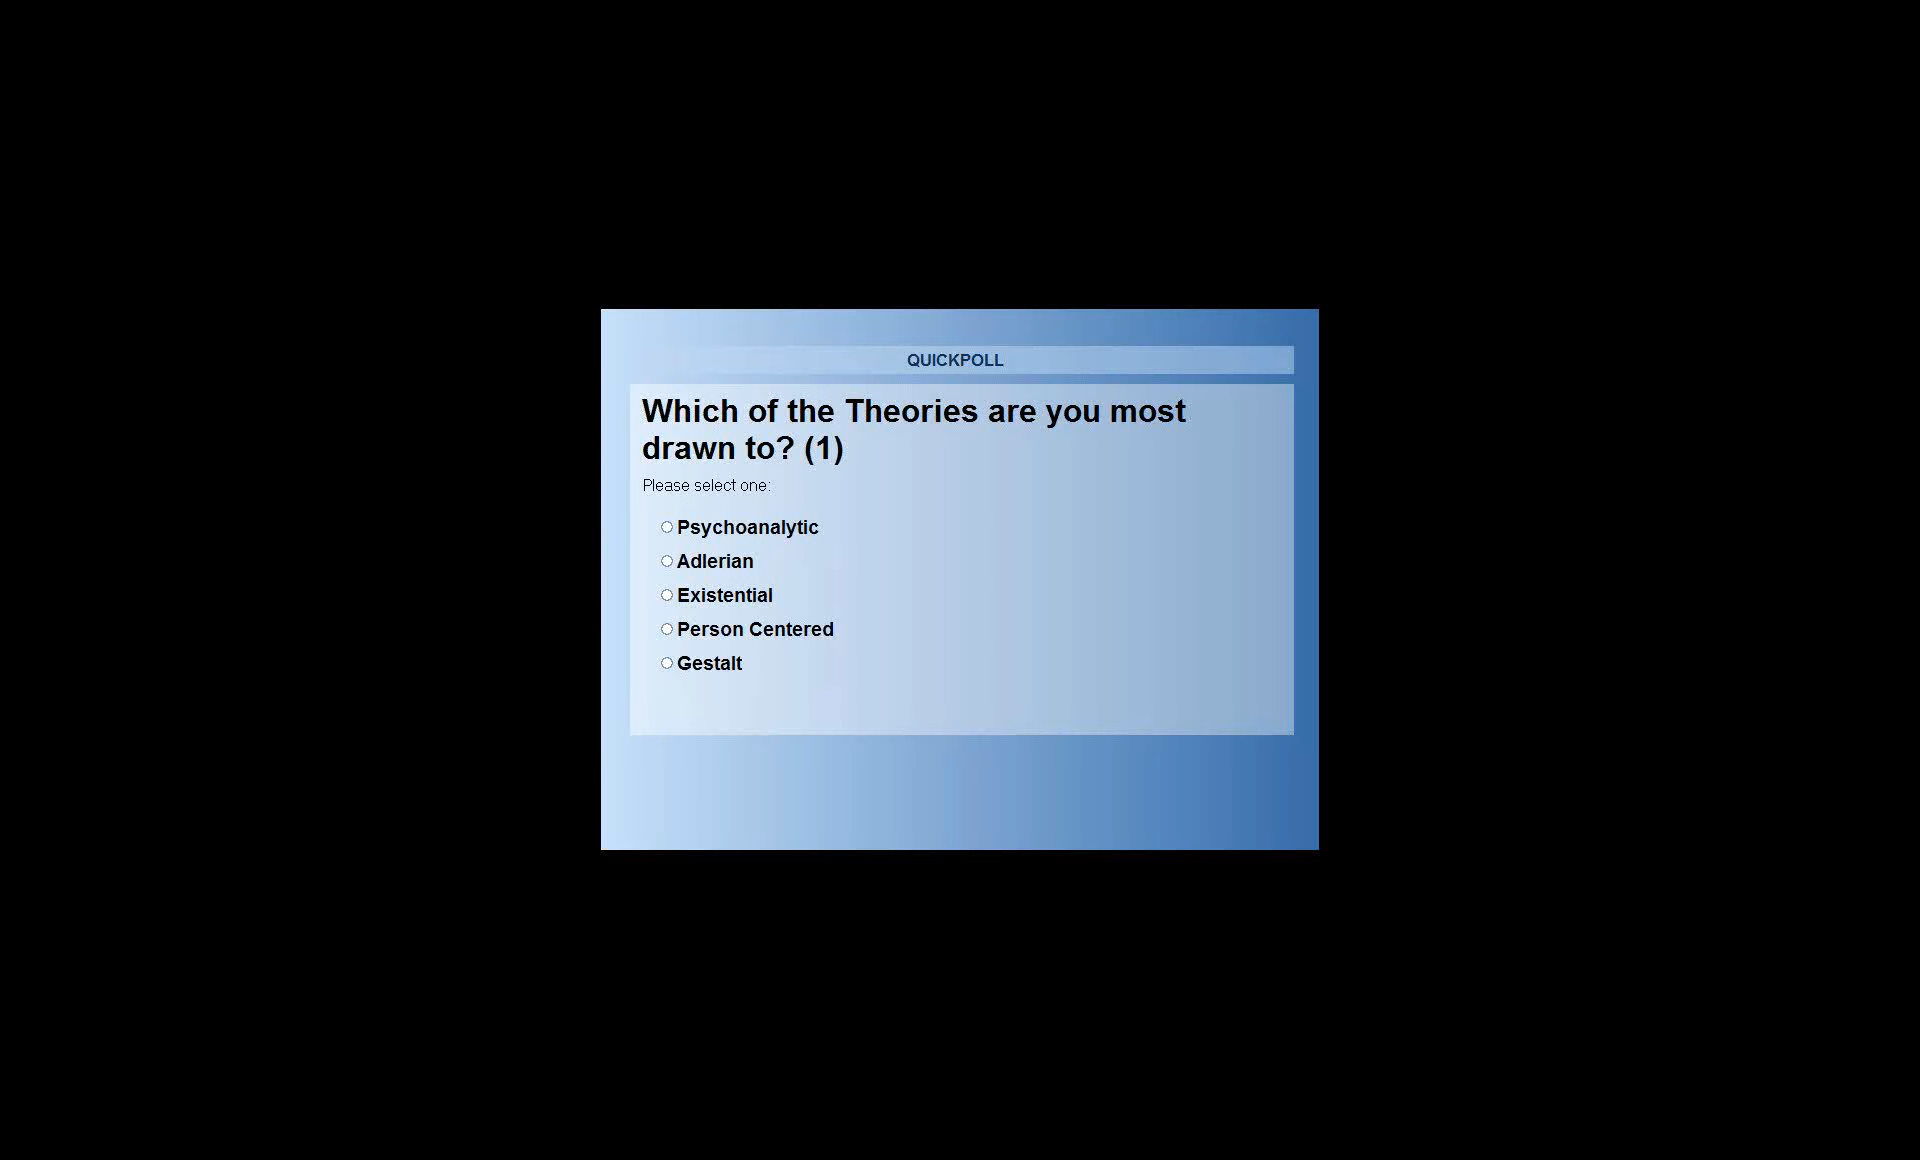 QUICKPOLL
Which of the Theories are you most
drawn to? (1)
Please select one:
Psychoanalytic
Adlerian
Existential
Person Centered
Gestalt